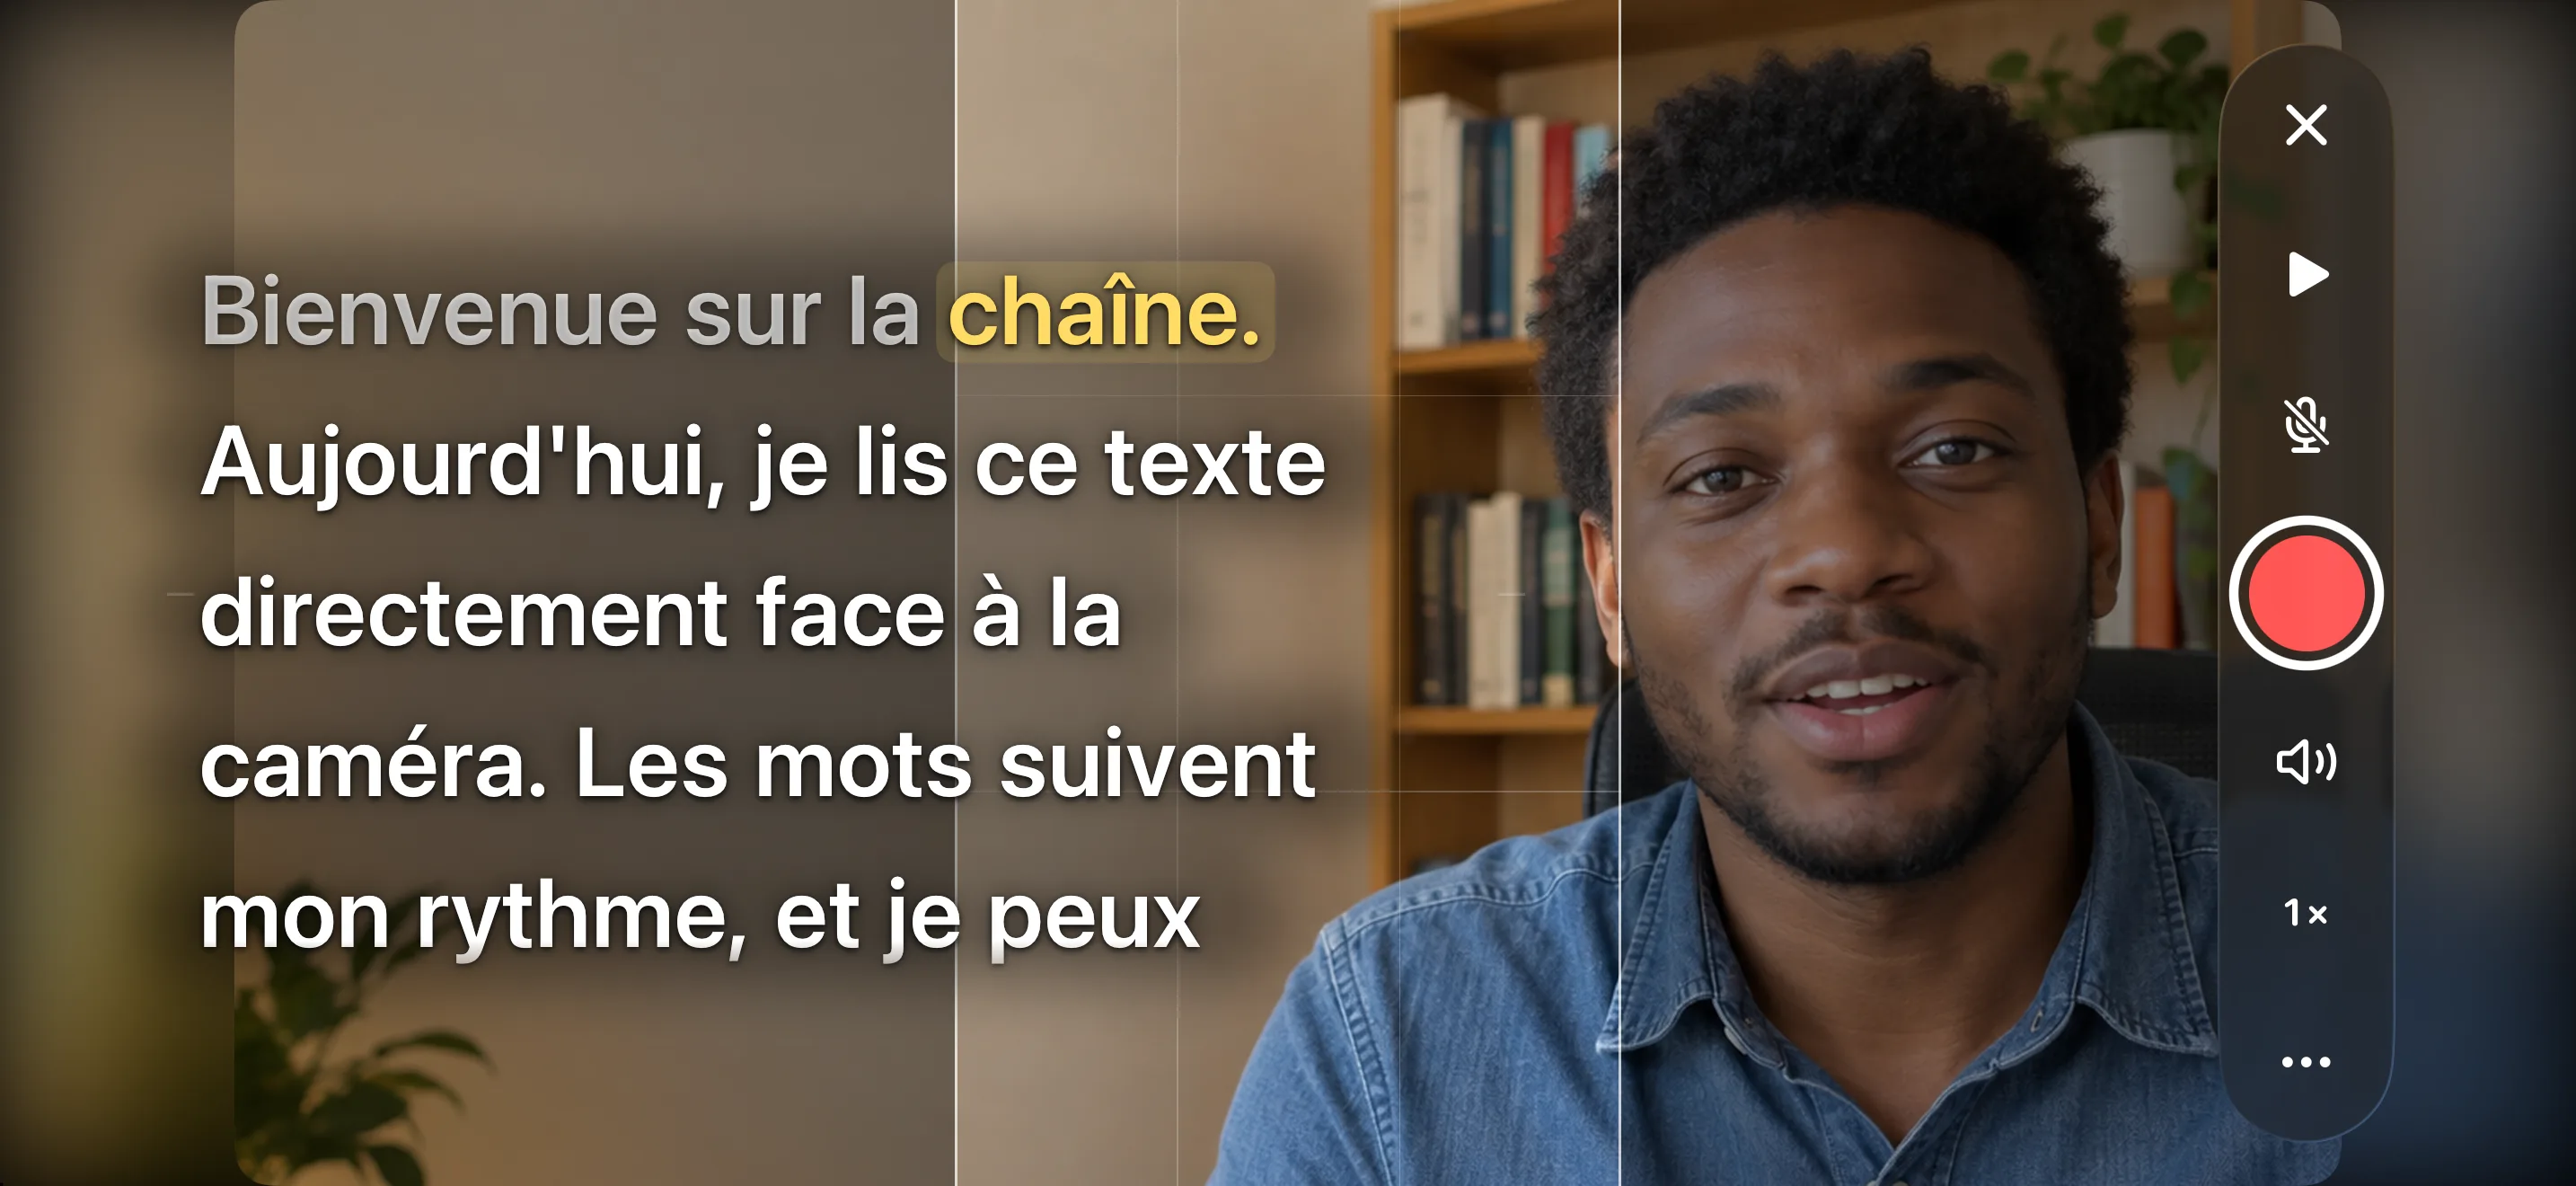 Bienvenue sur la chaîne.
Aujourd'hui, je lis ce texte
directement face à la
caméra. Les mots suivent
mon rythme, et je peux
1×